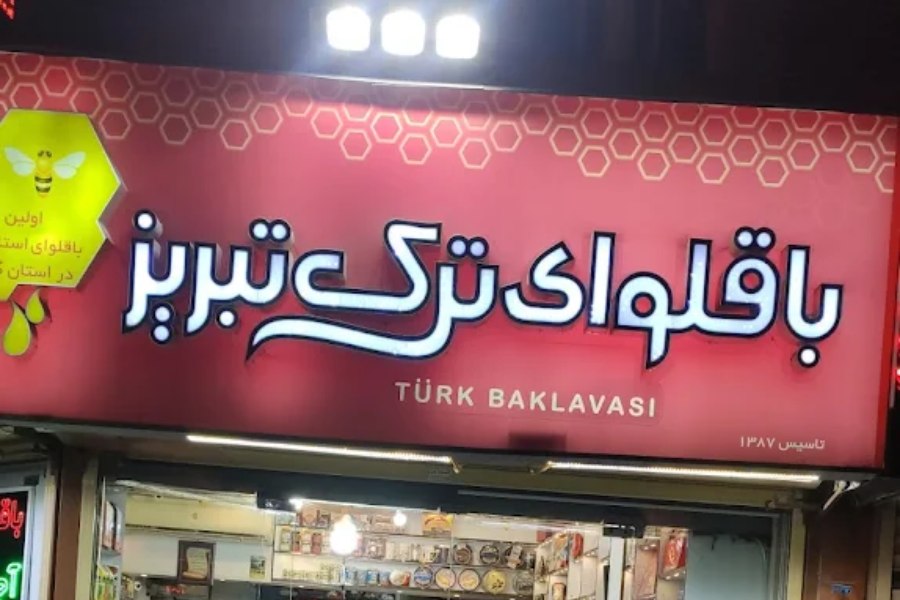 باقلوای ترک تبریز
TÜRK BAKLAVASI
تاسیس ۱۳۸۷
اولین
باقلوای
در استان